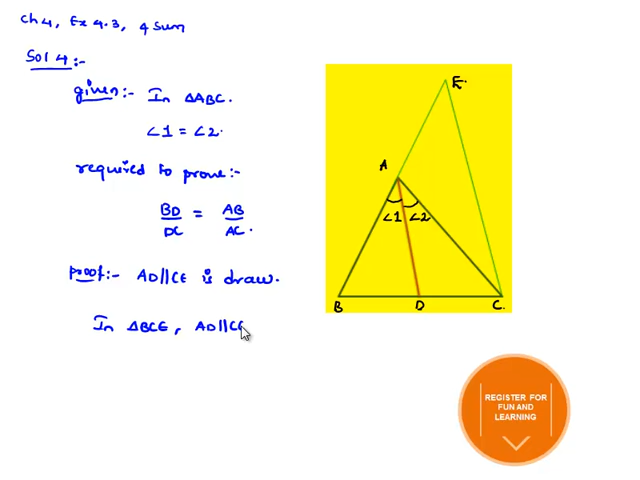 Ch 4, Ex 4.3, 4 Sum
Sol 4:-
given:- In ΔABC.
∠1 = ∠2.
required to prove:-
BD/DC = AB/AC.
proof:- AD||CE is draw.
In ΔBCE, AD||CE
E.
A
∠1 ∠2
B D C.
REGISTER FOR
FUN AND
LEARNING